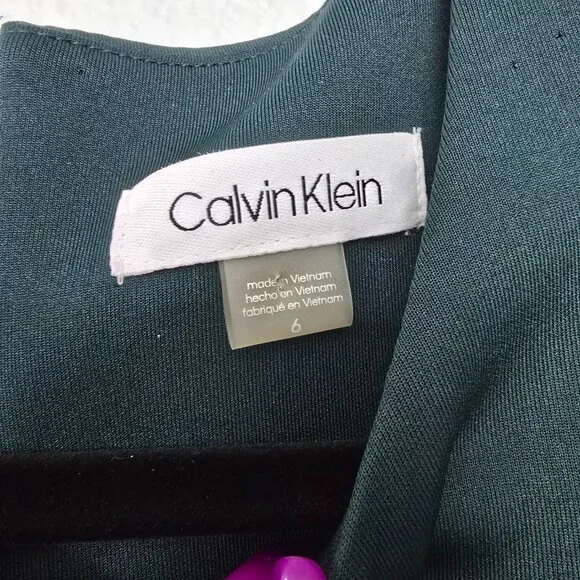 Calvin Klein
made in Vietnam
hecho en Vietnam
fabriqué en Vietnam
6